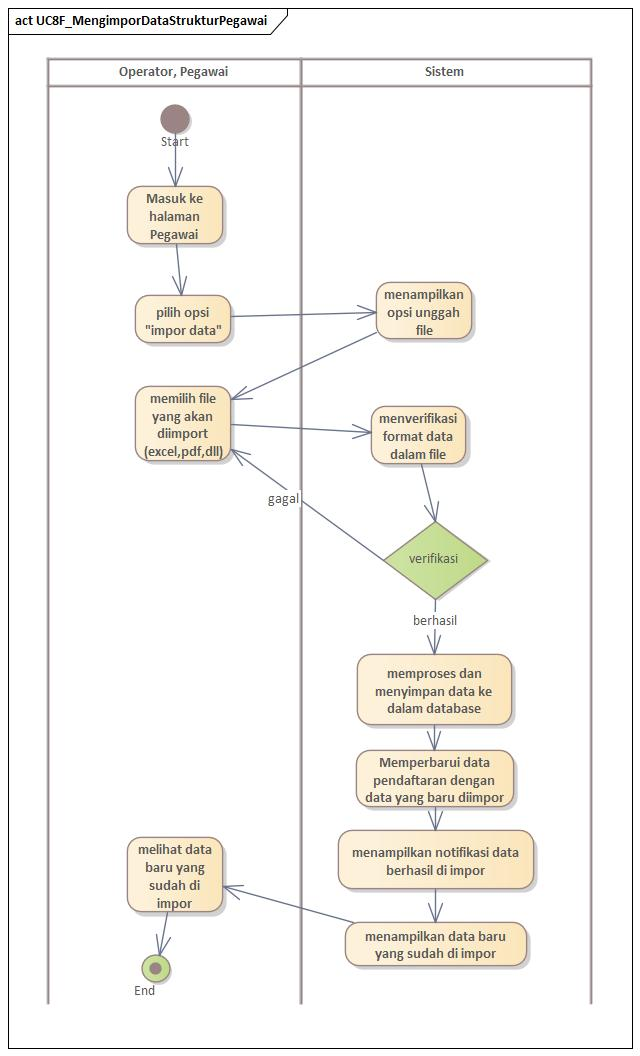 act UC8F_MengimporDataStrukturPegawai
Operator, Pegawai
Sistem
Start
Masuk ke
halaman
Pegawai
pilih opsi
"impor data"
menampilkan
opsi unggah
file
memilih file
yang akan
diimport
(excel,pdf,dll)
menverifikasi
format data
dalam file
gagal
verifikasi
berhasil
memproses dan
menyimpan data ke
dalam database
Memperbarui data
pendaftaran dengan
data yang baru diimpor
menampilkan notifikasi data
berhasil di impor
melihat data
baru yang
sudah di
impor
menampilkan data baru
yang sudah di impor
End